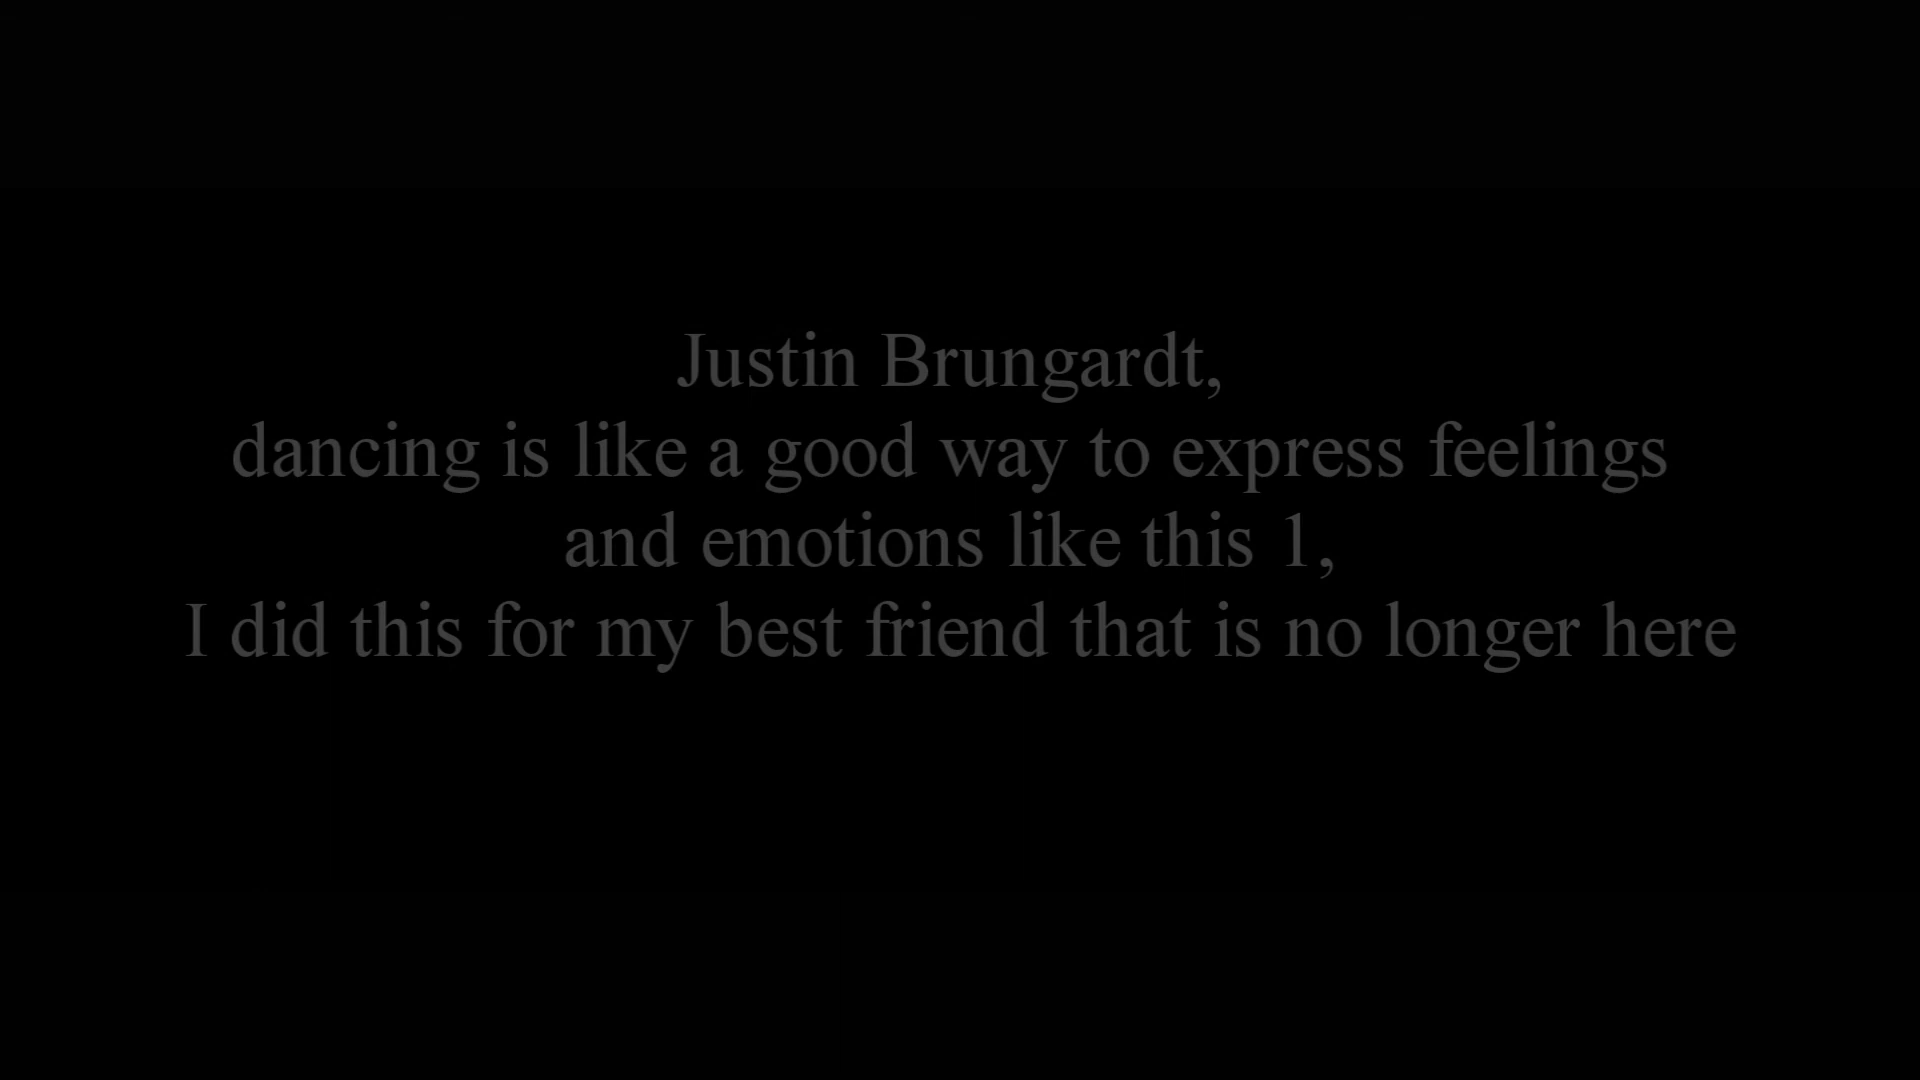 Justin Brungardt,
dancing is like a good way to express feelings
and emotions like this 1,
I did this for my best friend that is no longer here